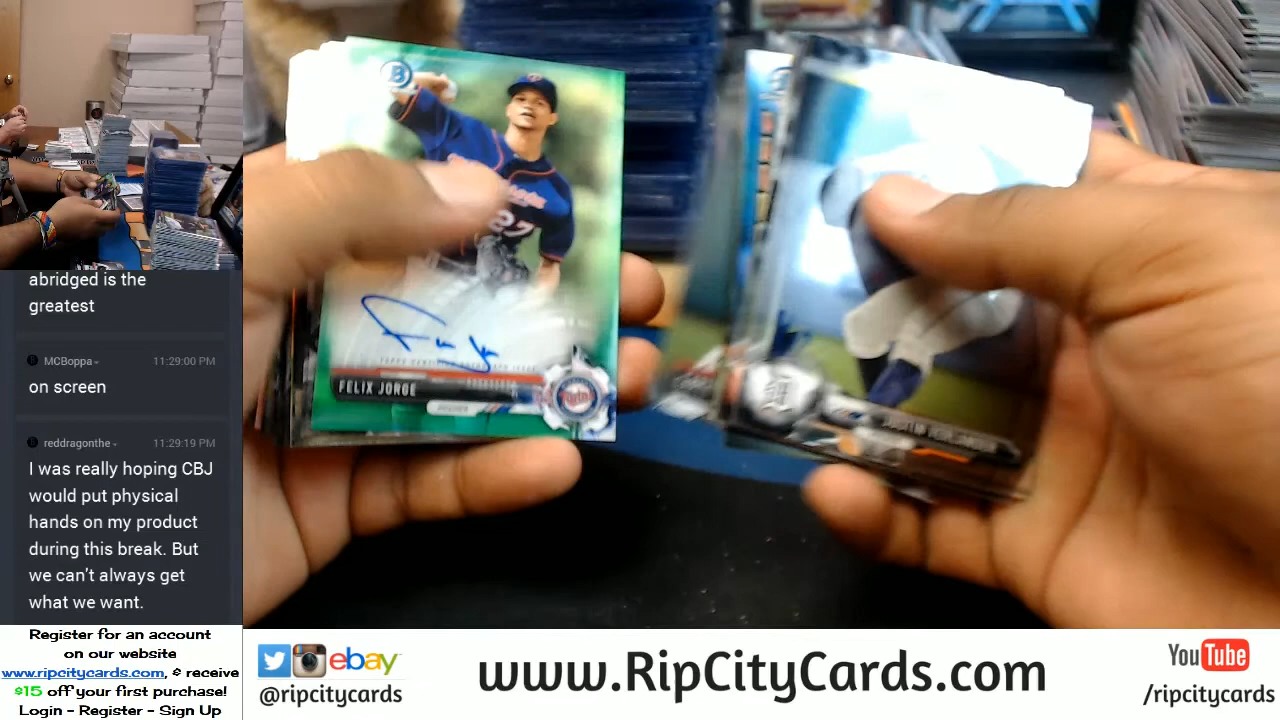 abridged is the
greatest
MCBoppa
11:29:00 PM
on screen
reddragonthe
11:29:19 PM
I was really hoping CBJ
would put physical
hands on my product
during this break. But
we can't always get
what we want.
Register for an account
on our website
www.ripcitycards.com, & receive
$15 off your first purchase!
Login - Register - Sign Up
B
27
FELIX JORGE
PITCHER
Twins
ebay
@ripcitycards
www.RipCityCards.com
YouTube
/ripcitycards